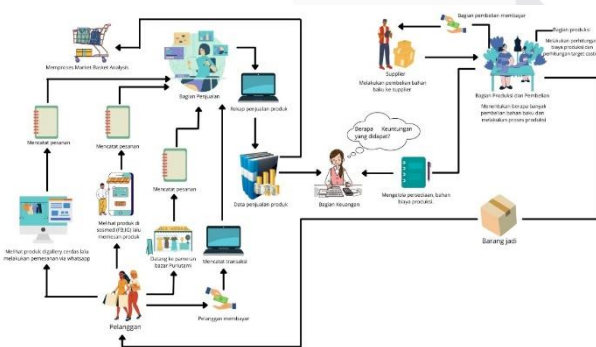 Bagian pembelian membayar
Bagian produksi
Melakukan perhitungan
biaya produksi dan
perhitungan target costing
Memproses Market Basket Analysis
Supplier
Melakukan pembelian bahan
baku ke supplier
Bagian Penjualan
Rekap penjualan produk
Bagian Produksi dan Pembelian
Menentukan berapa banyak
pembelian bahan baku dan
melakukan proses produksi
Berapa Keuntungan
yang didapat?
Mencatat pesanan
Mencatat pesanan
Mencatat pesanan
Data penjualan produk
Bagian Keuangan
Mengelola persediaan, bahan
biaya produksi.
Melihat produk di
sosmed (FB,IG) lalu
memesan produk
Melihat produk digallery cerdas lalu
melakukan pemesanan via whatsapp
Datang ke pameran
bazar
Mencatat transaksi
Barang jadi
Pelanggan
Pelanggan membayar